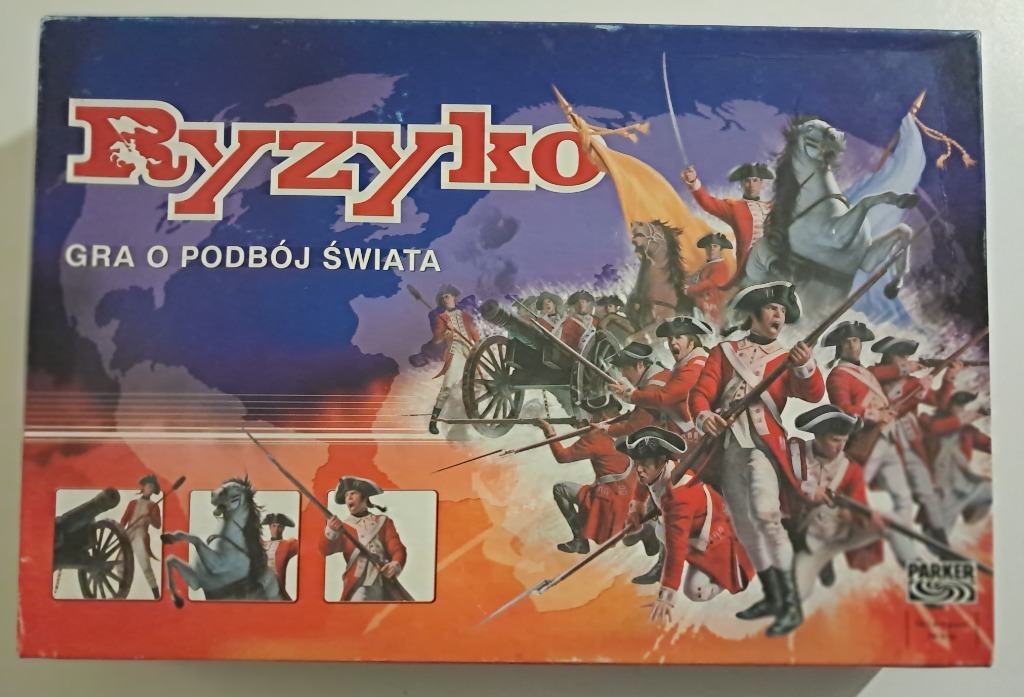 Ryzyko
GRA O PODBÓJ ŚWIATA
PARKER